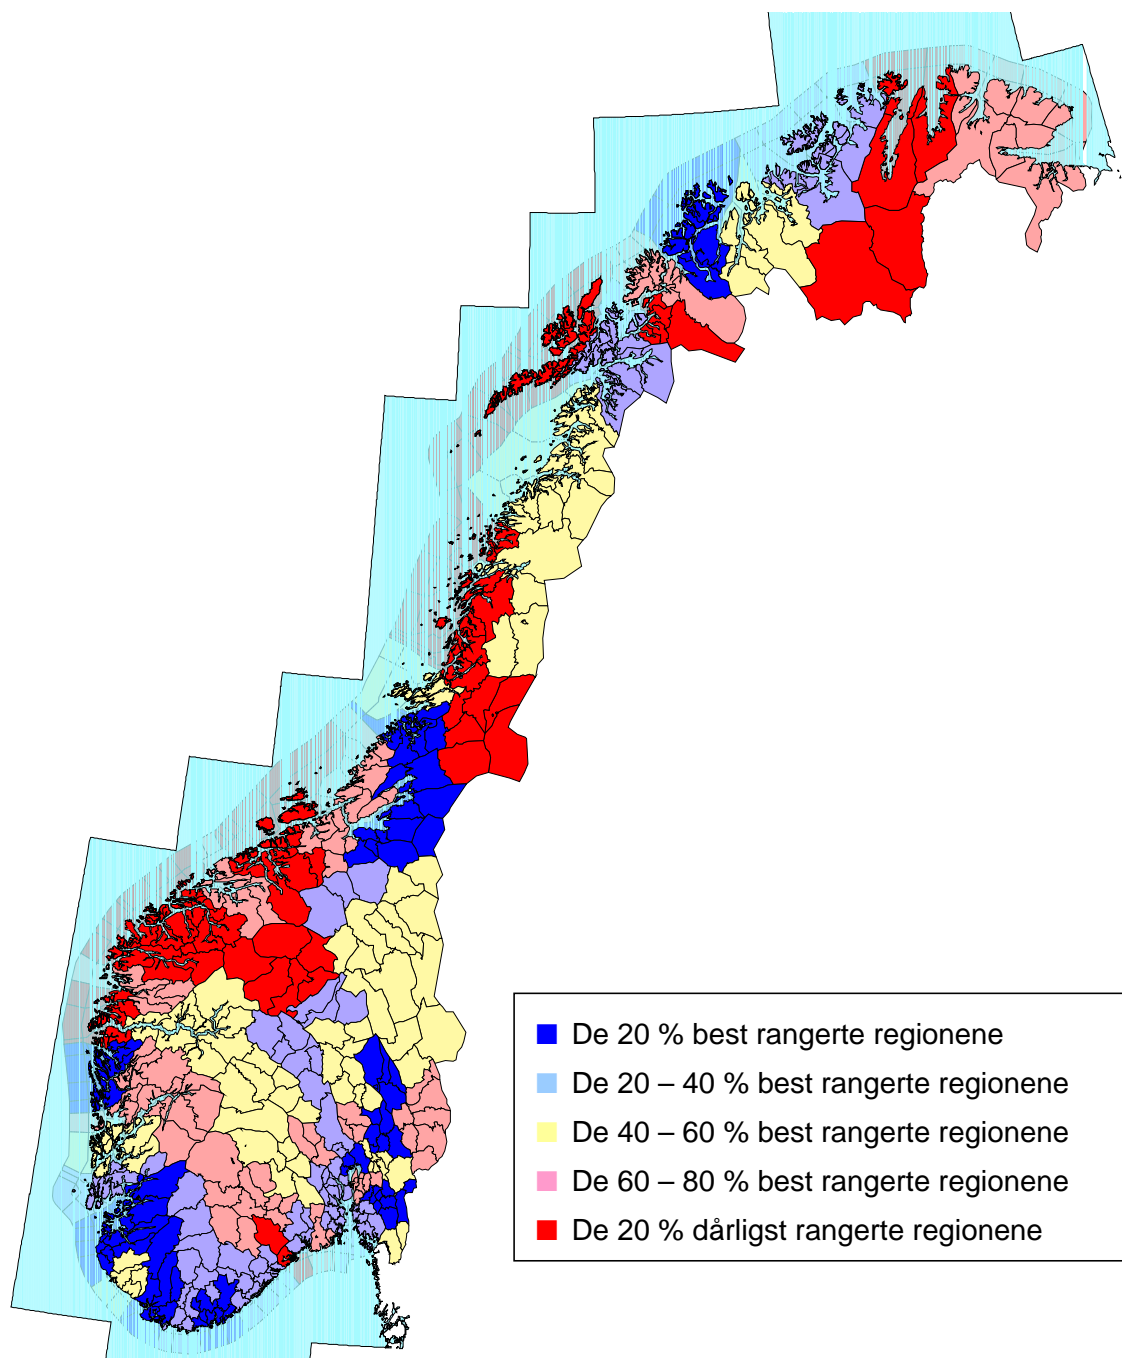 De 20 % best rangerte regionene
De 20 – 40 % best rangerte regionene
De 40 – 60 % best rangerte regionene
De 60 – 80 % best rangerte regionene
De 20 % dårligst rangerte regionene